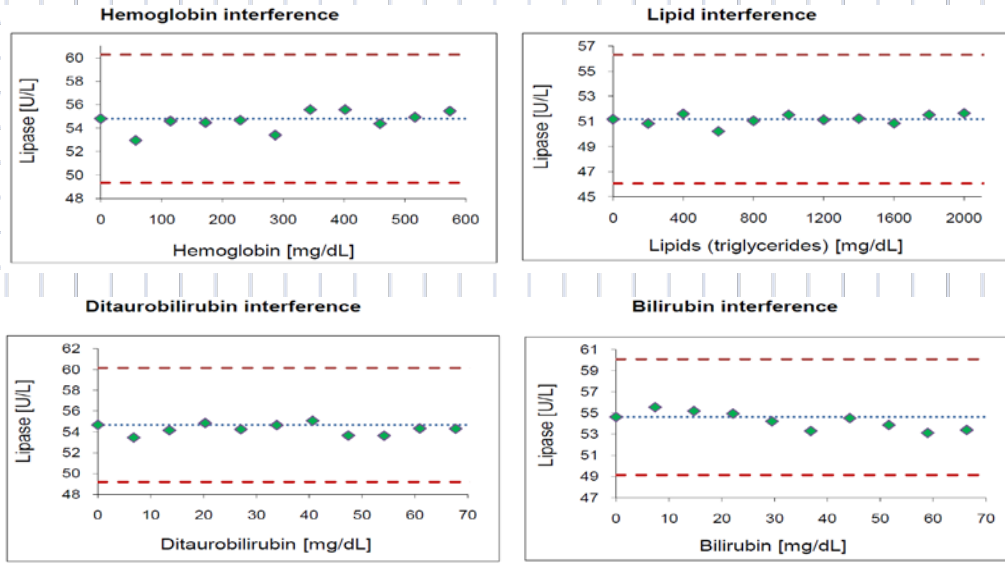 Hemoglobin interference
Lipase [U/L]
60
58
56
54
52
50
48
0 100 200 300 400 500 600
Hemoglobin [mg/dL]
Lipid interference
Lipase [U/L]
57
55
53
51
49
47
45
0 400 800 1200 1600 2000
Lipids (triglycerides) [mg/dL]
Ditaurobilirubin interference
Lipase [U/L]
62
60
58
56
54
52
50
48
0 10 20 30 40 50 60 70
Ditaurobilirubin [mg/dL]
Bilirubin interference
Lipase [U/L]
61
59
57
55
53
51
49
47
0 10 20 30 40 50 60 70
Bilirubin [mg/dL]